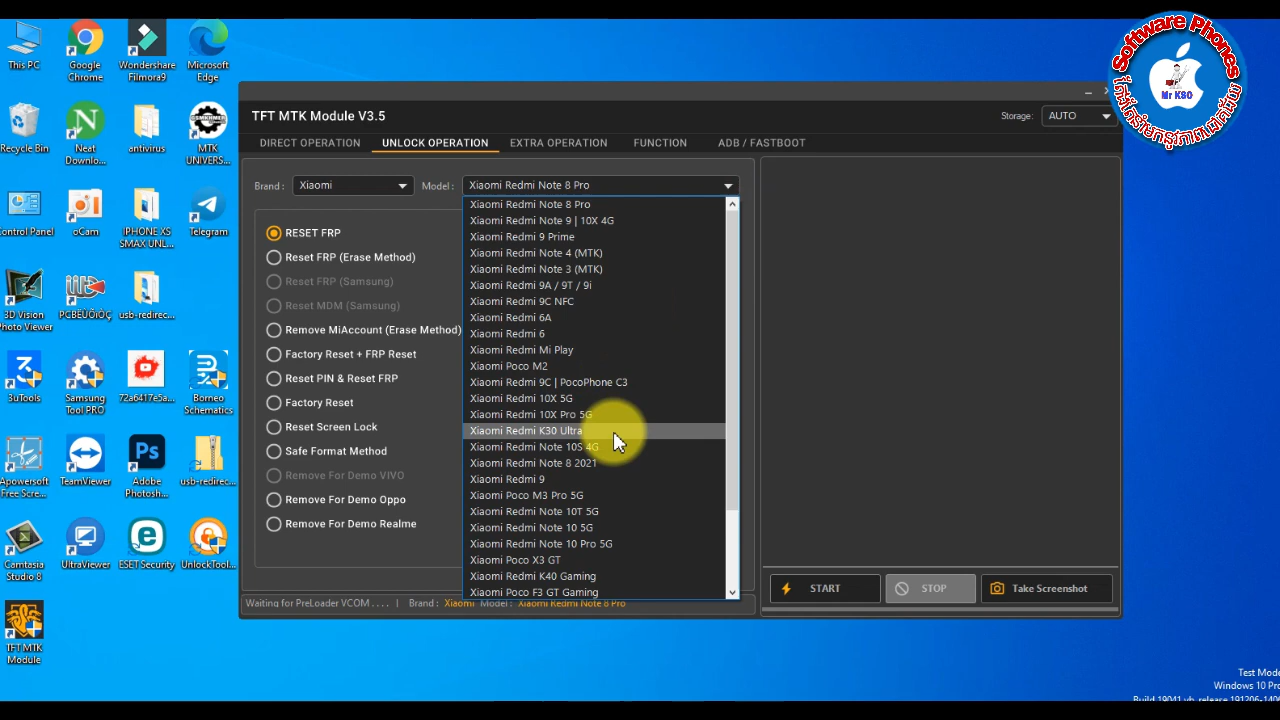 This PC
Google
Chrome
Wondershare
Filmora9
Microsoft
Edge
Recycle Bin
Neat
Downlo...
antivirus
MTK
UNIVERS...
Control Panel
oCam
IPHONE XS
SMAX UNL...
Telegram
3D Vision
Photo Viewer
usb-redirec...
3uTools
Samsung
Tool PRO
72a6417e5a...
Borneo
Schematics
Apowersoft
Free Scre...
TeamViewer
Adobe
Photosh...
usb-redirec...
Camtasia
Studio 8
UltraViewer
ESET Security
UnlockTool...
TFT MTK
Module
Software Phones
Mr KSO
TFT MTK Module V3.5
Storage: AUTO
DIRECT OPERATION UNLOCK OPERATION EXTRA OPERATION FUNCTION ADB / FASTBOOT
Brand : Xiaomi Model : Xiaomi Redmi Note 8 Pro
RESET FRP
Reset FRP (Erase Method)
Reset FRP (Samsung)
Reset MDM (Samsung)
Remove MiAccount (Erase Method)
Factory Reset + FRP Reset
Reset PIN & Reset FRP
Factory Reset
Reset Screen Lock
Safe Format Method
Remove For Demo VIVO
Remove For Demo Oppo
Remove For Demo Realme
Xiaomi Redmi Note 8 Pro
Xiaomi Redmi Note 9 | 10X 4G
Xiaomi Redmi 9 Prime
Xiaomi Redmi Note 4 (MTK)
Xiaomi Redmi Note 3 (MTK)
Xiaomi Redmi 9A / 9T / 9i
Xiaomi Redmi 9C NFC
Xiaomi Redmi 6A
Xiaomi Redmi 6
Xiaomi Redmi Mi Play
Xiaomi Poco M2
Xiaomi Redmi 9C | PocoPhone C3
Xiaomi Redmi 10X 5G
Xiaomi Redmi 10X Pro 5G
Xiaomi Redmi K30 Ultra
Xiaomi Redmi Note 10S 4G
Xiaomi Redmi Note 8 2021
Xiaomi Redmi 9
Xiaomi Poco M3 Pro 5G
Xiaomi Redmi Note 10T 5G
Xiaomi Redmi Note 10 5G
Xiaomi Redmi Note 10 Pro 5G
Xiaomi Poco X3 GT
Xiaomi Redmi K40 Gaming
Xiaomi Poco F3 GT Gaming
START STOP Take Screenshot
Waiting for PreLoader VCOM . . . . | Brand : Xiaomi Model : Xiaomi Redmi Note 8 Pro
Test Mode
Windows 10 Pro
Build 19041.vb_release.191206-1406